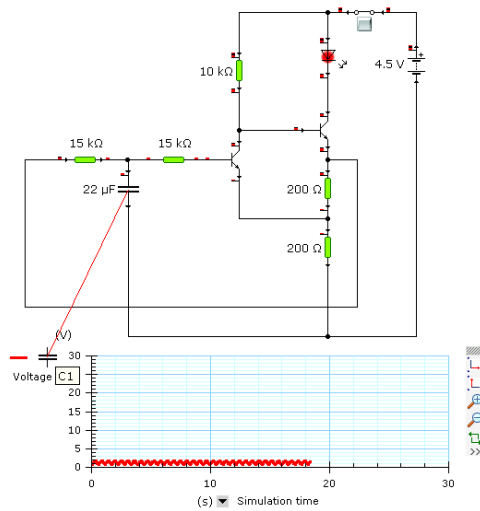 10 kΩ
4.5 V
15 kΩ 15 kΩ
22 µF
200 Ω
200 Ω
(V)
Voltage C1
30
25
20
15
10
5
0
0 10 20 30
(s) Simulation time